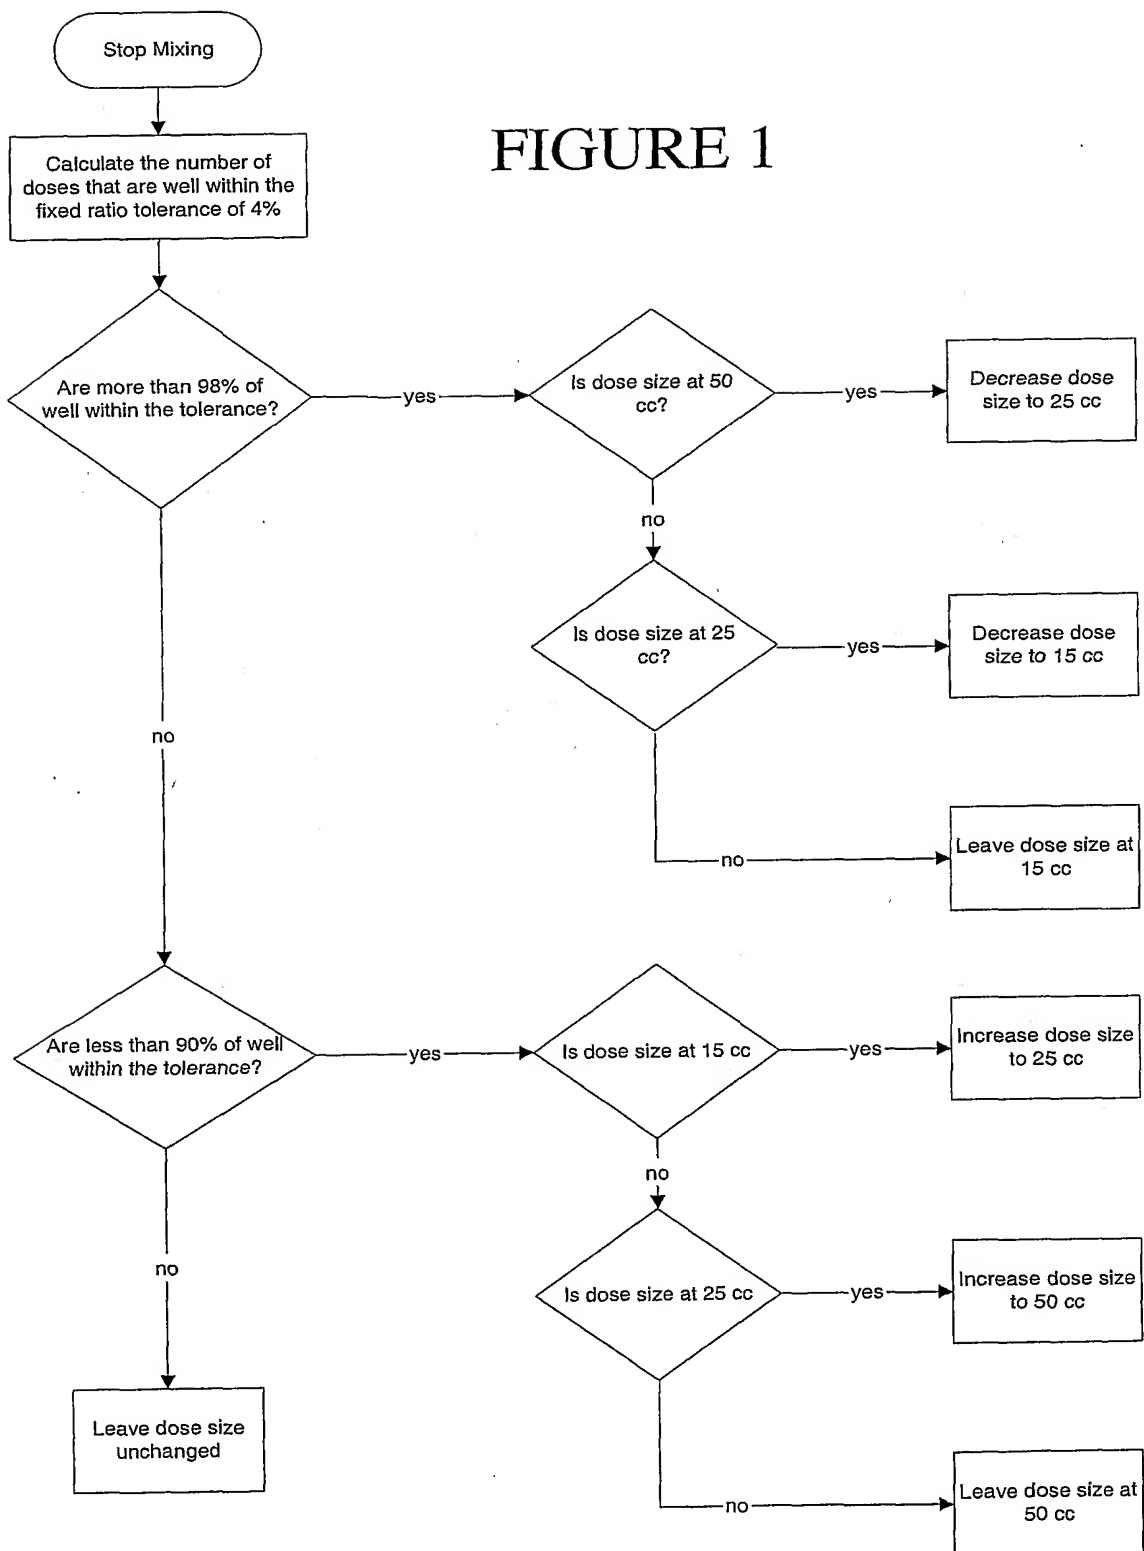 Stop Mixing
FIGURE 1
Calculate the number of
doses that are well within the
fixed ratio tolerance of 4%
Are more than 98% of
well within the tolerance?
yes
Is dose size at 50
cc?
yes
Decrease dose
size to 25 cc
no
Is dose size at 25
cc?
yes
Decrease dose
size to 15 cc
no
no
Leave dose size at
15 cc
Are less than 90% of well
within the tolerance?
yes
Is dose size at 15 cc
yes
Increase dose size
to 25 cc
no
no
Is dose size at 25 cc
yes
Increase dose size
to 50 cc
Leave dose size
unchanged
no
Leave dose size at
50 cc